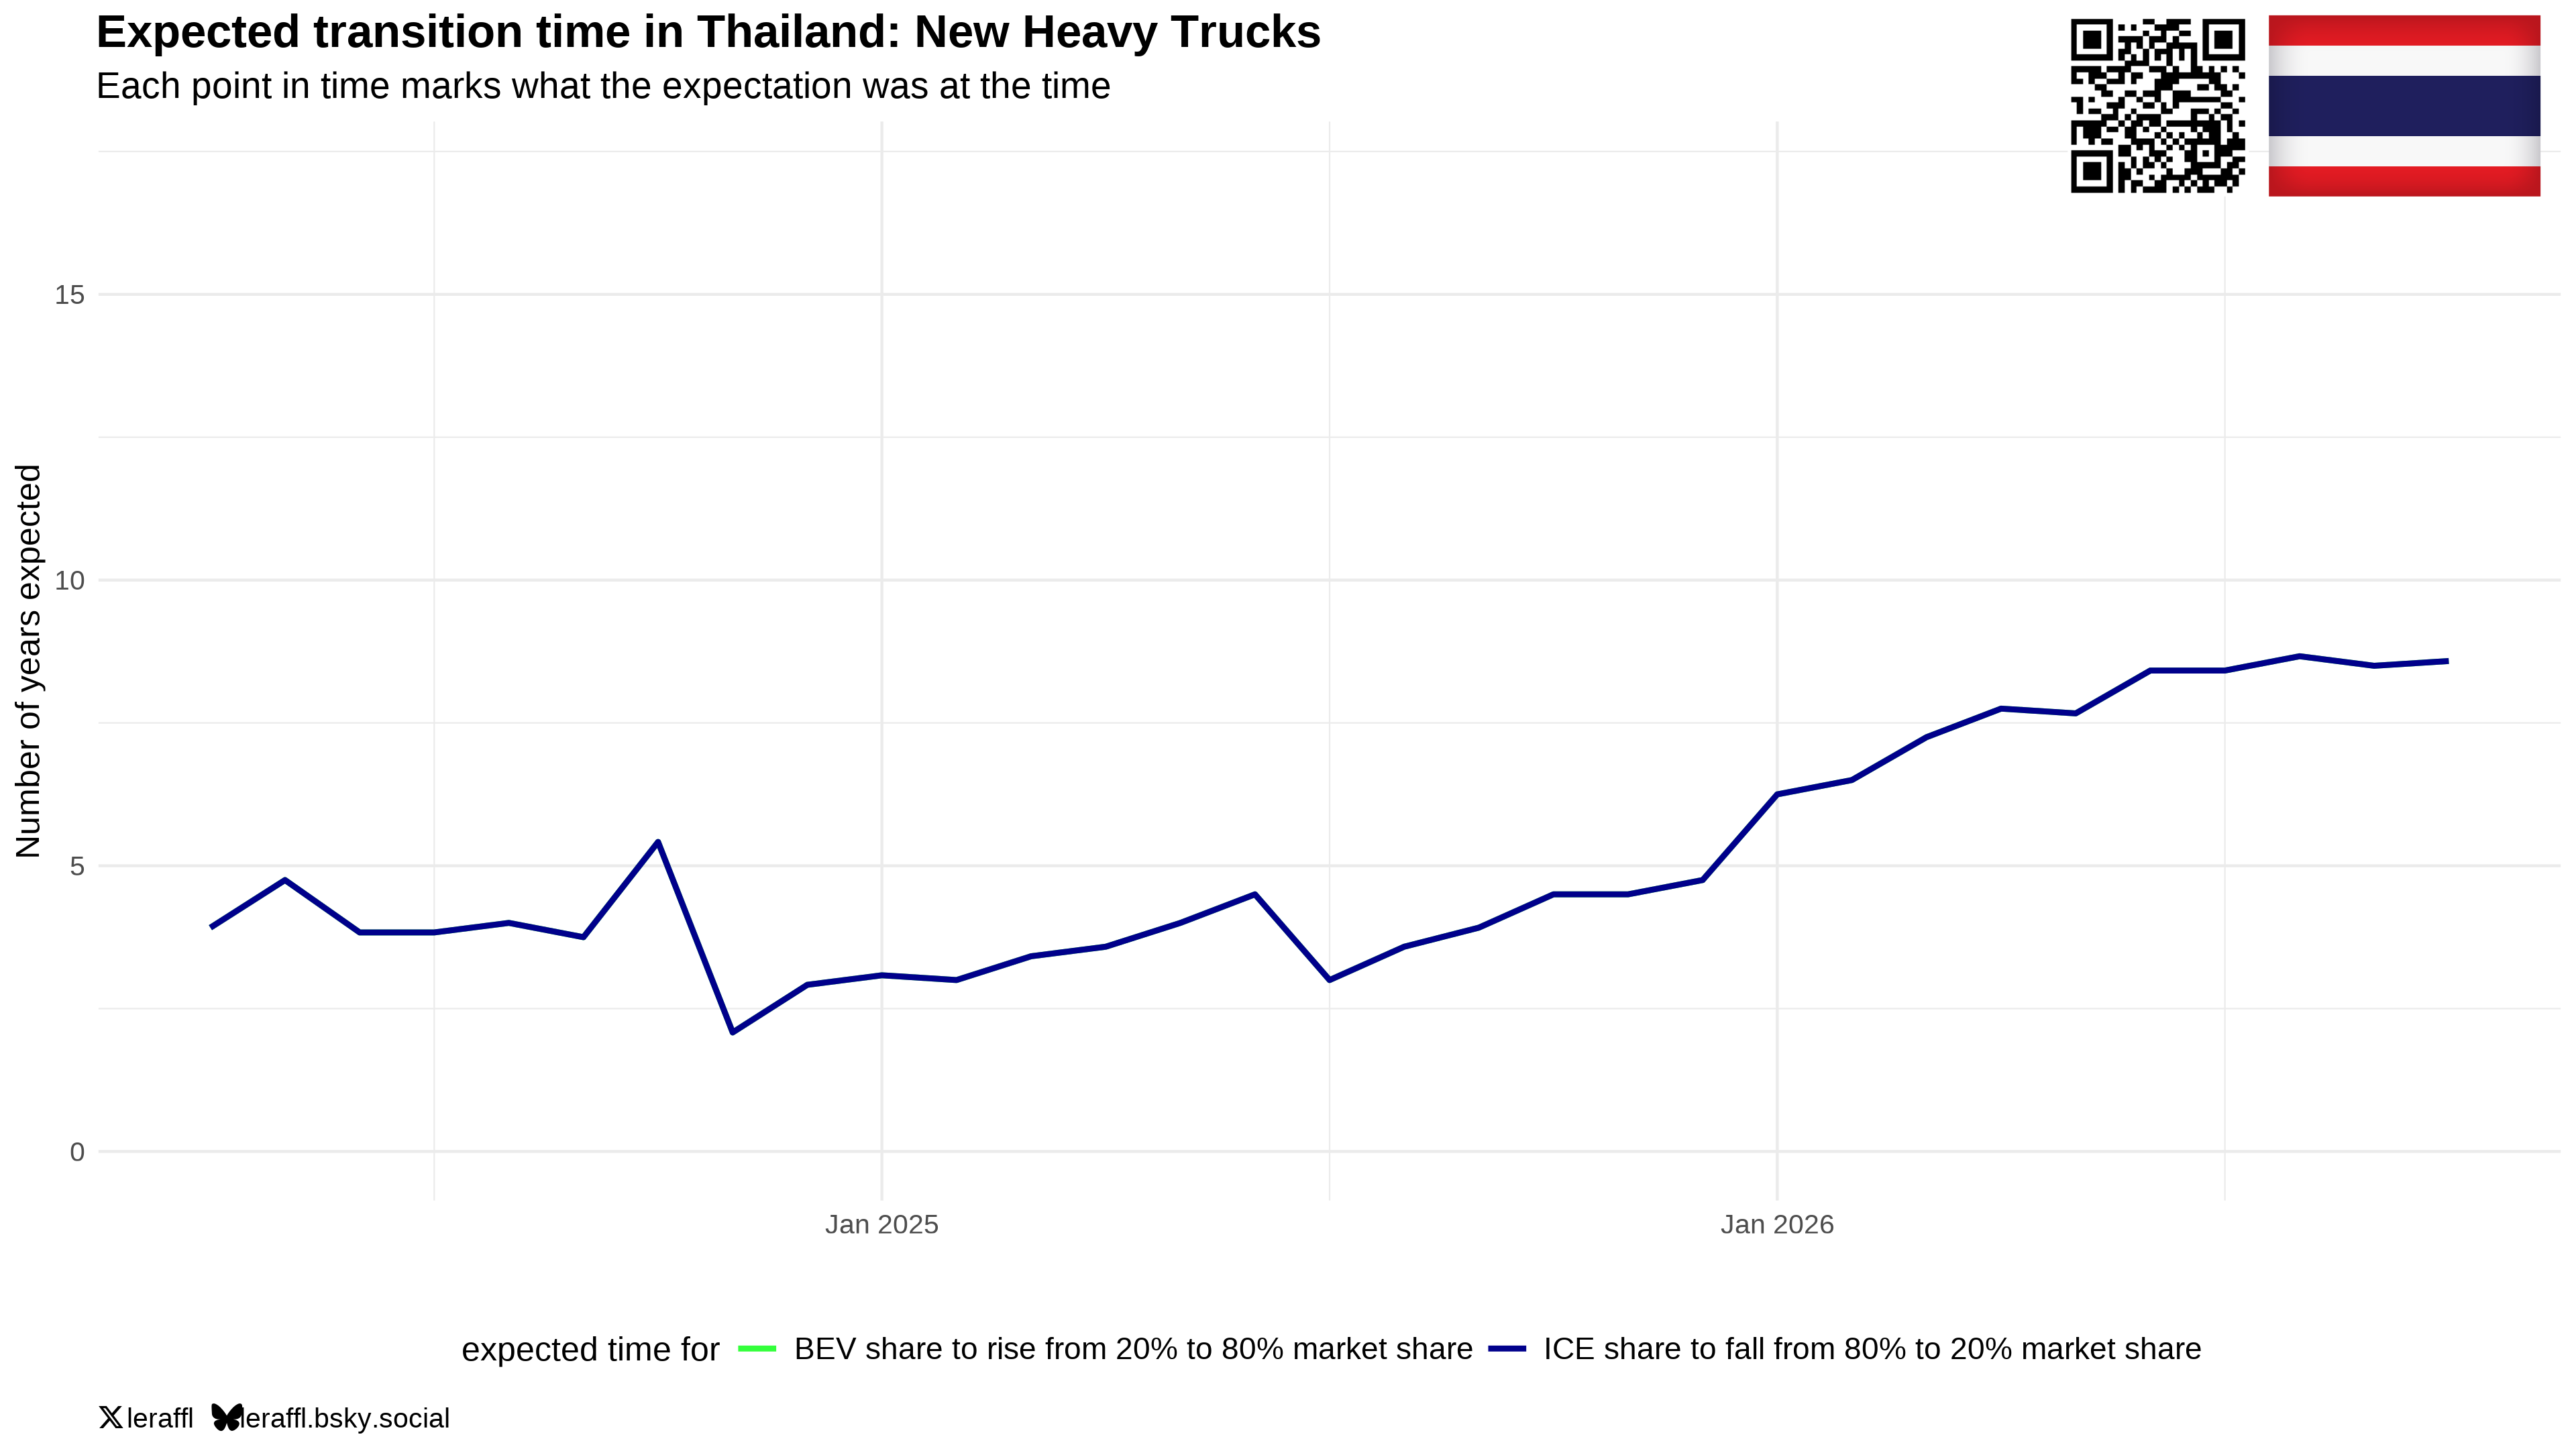 Expected transition time in Thailand: New Heavy Trucks
Each point in time marks what the expectation was at the time
Number of years expected
15
10
5
0
Jan 2025
Jan 2026
expected time for
BEV share to rise from 20% to 80% market share
ICE share to fall from 80% to 20% market share
leraffl
leraffl.bsky.social